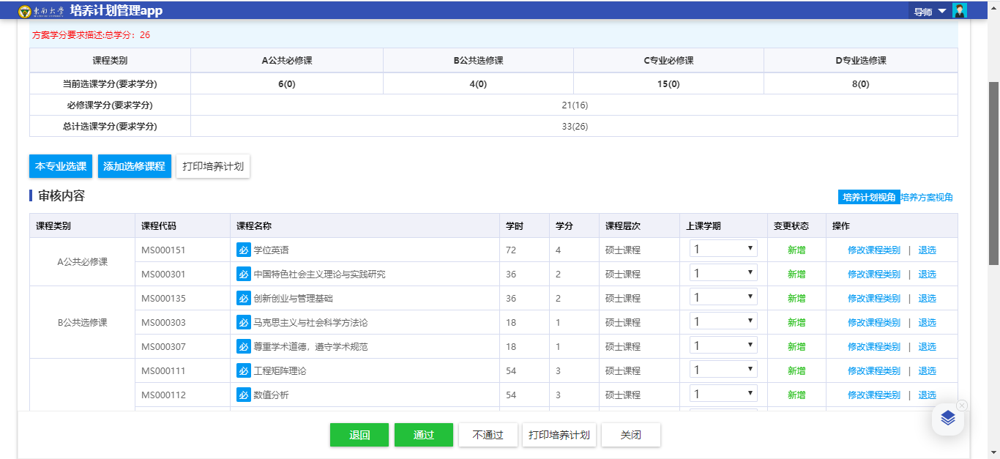 東南大學 培养计划管理app 导师
方案学分要求描述:总学分：26
课程类别 A公共必修课 B公共选修课 C专业必修课 D专业选修课
当前选课学分(要求学分) 6(0) 4(0) 15(0) 8(0)
必修课学分(要求学分) 21(16)
总计选课学分(要求学分) 33(26)
本专业选课 添加选修课程 打印培养计划
审核内容 培养计划视角 培养方案视角
课程类别 课程代码 课程名称 学时 学分 课程层次 上课学期 变更状态 操作
A公共必修课 MS000151 必 学位英语 72 4 硕士课程 1 新增 修改课程类别 | 退选
MS000301 必 中国特色社会主义理论与实践研究 36 2 硕士课程 1 新增 修改课程类别 | 退选
B公共选修课 MS000135 必 创新创业与管理基础 36 2 硕士课程 1 新增 修改课程类别 | 退选
MS000303 必 马克思主义与社会科学方法论 18 1 硕士课程 1 新增 修改课程类别 | 退选
MS000307 必 尊重学术道德，遵守学术规范 18 1 硕士课程 1 新增 修改课程类别 | 退选
MS000111 必 工程矩阵理论 54 3 硕士课程 1 新增 修改课程类别 | 退选
MS000112 必 数值分析 54 3 硕士课程 1 新增 修改课程类别 | 退选
退回 通过 不通过 打印培养计划 关闭